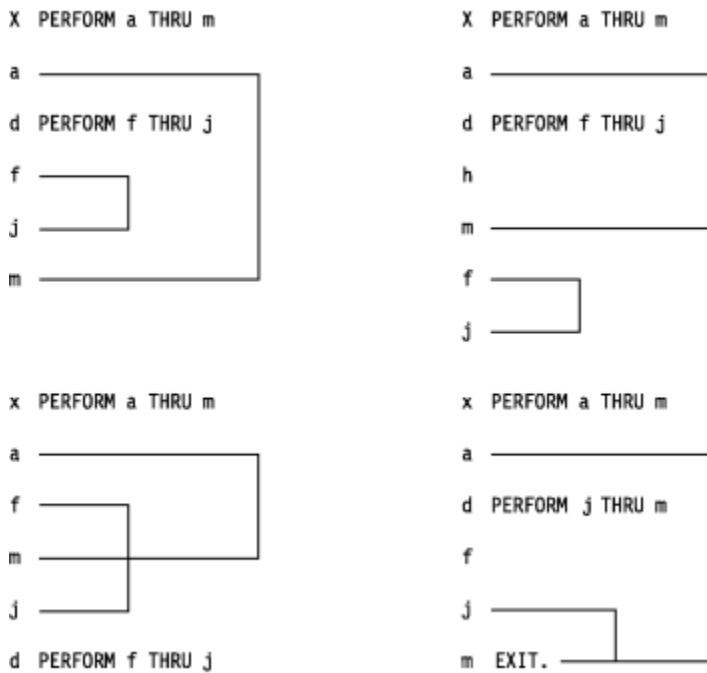 X PERFORM a THRU m
a
d PERFORM f THRU j
f
j
m
X PERFORM a THRU m
a
d PERFORM f THRU j
h
m
f
j
x PERFORM a THRU m
a
f
m
j
d PERFORM f THRU j
x PERFORM a THRU m
a
d PERFORM j THRU m
f
j
m EXIT.